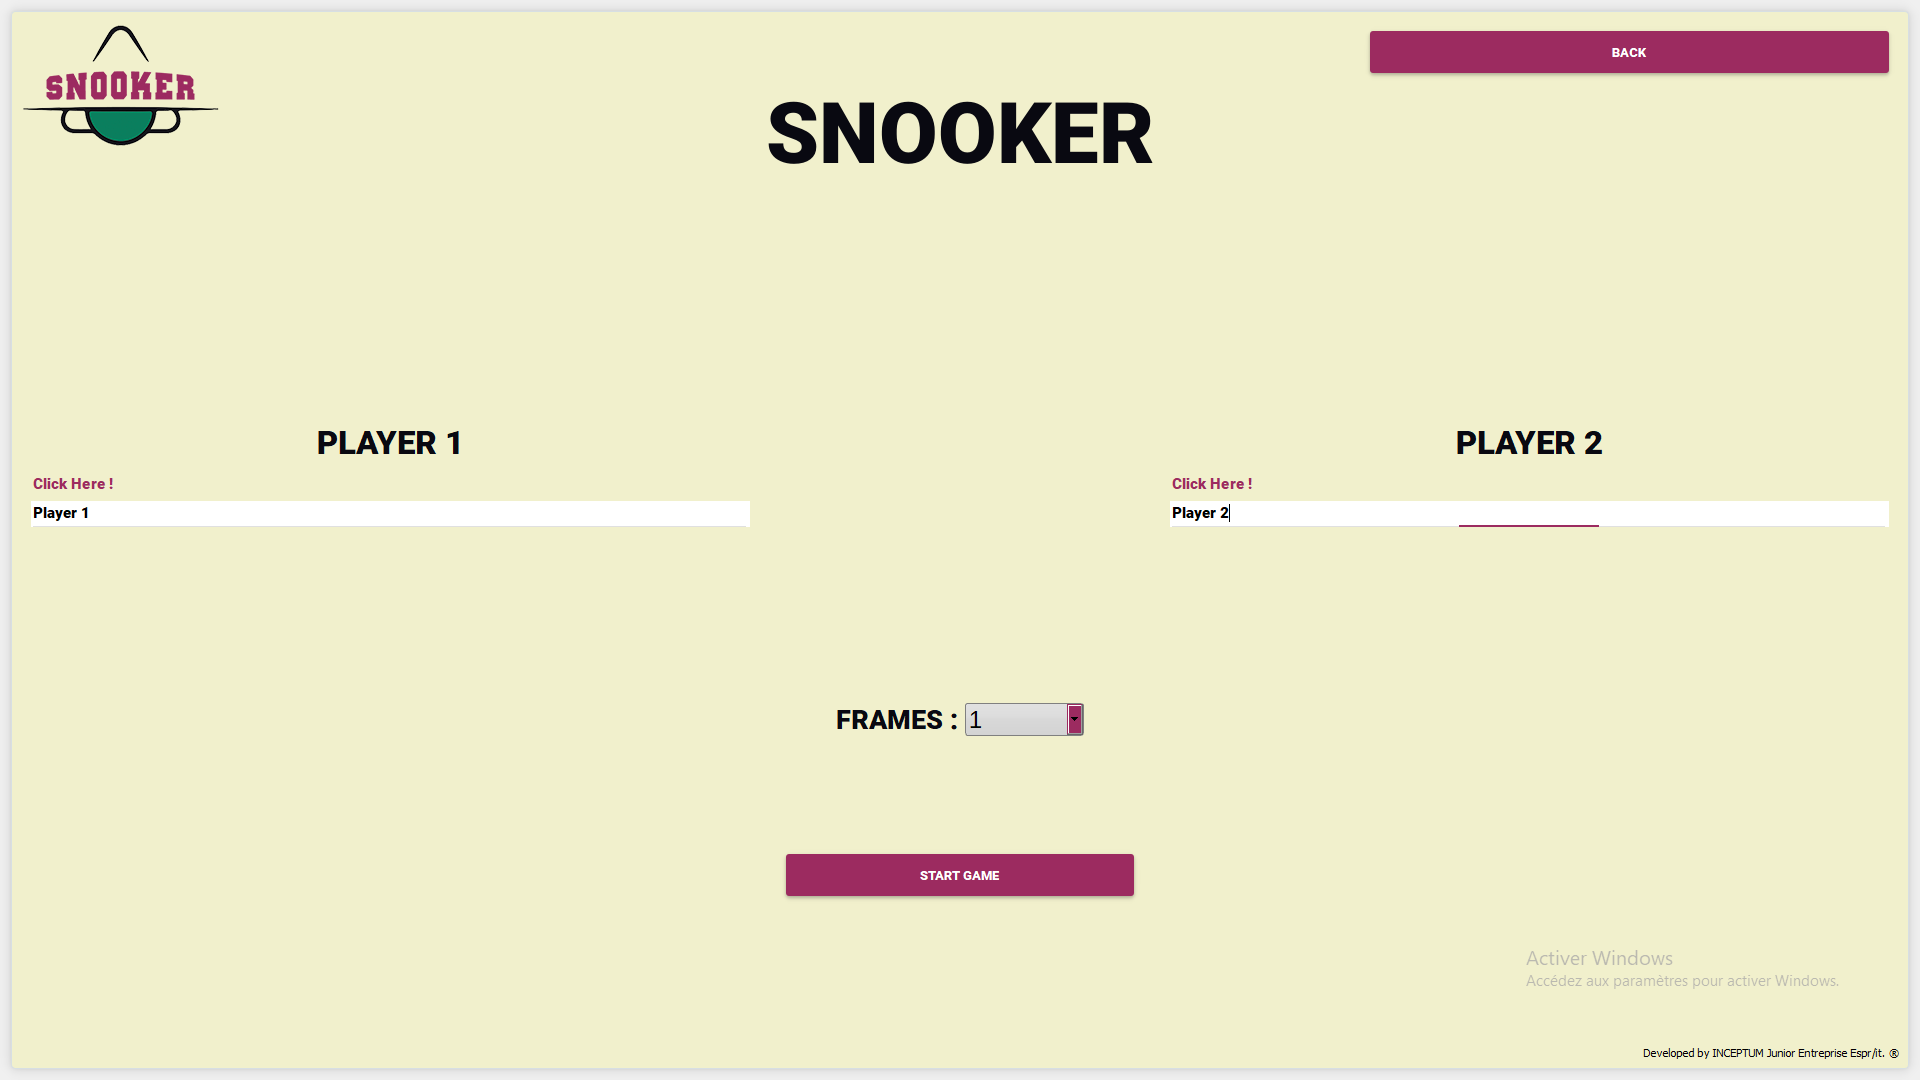 SNOOKER
BACK
SNOOKER
PLAYER 1
Click Here !
Player 1
PLAYER 2
Click Here !
Player 2
FRAMES : 1
START GAME
Activer Windows
Accédez aux paramètres pour activer Windows.
Developed by INCEPTUM Junior Entreprise Espr/it. ®